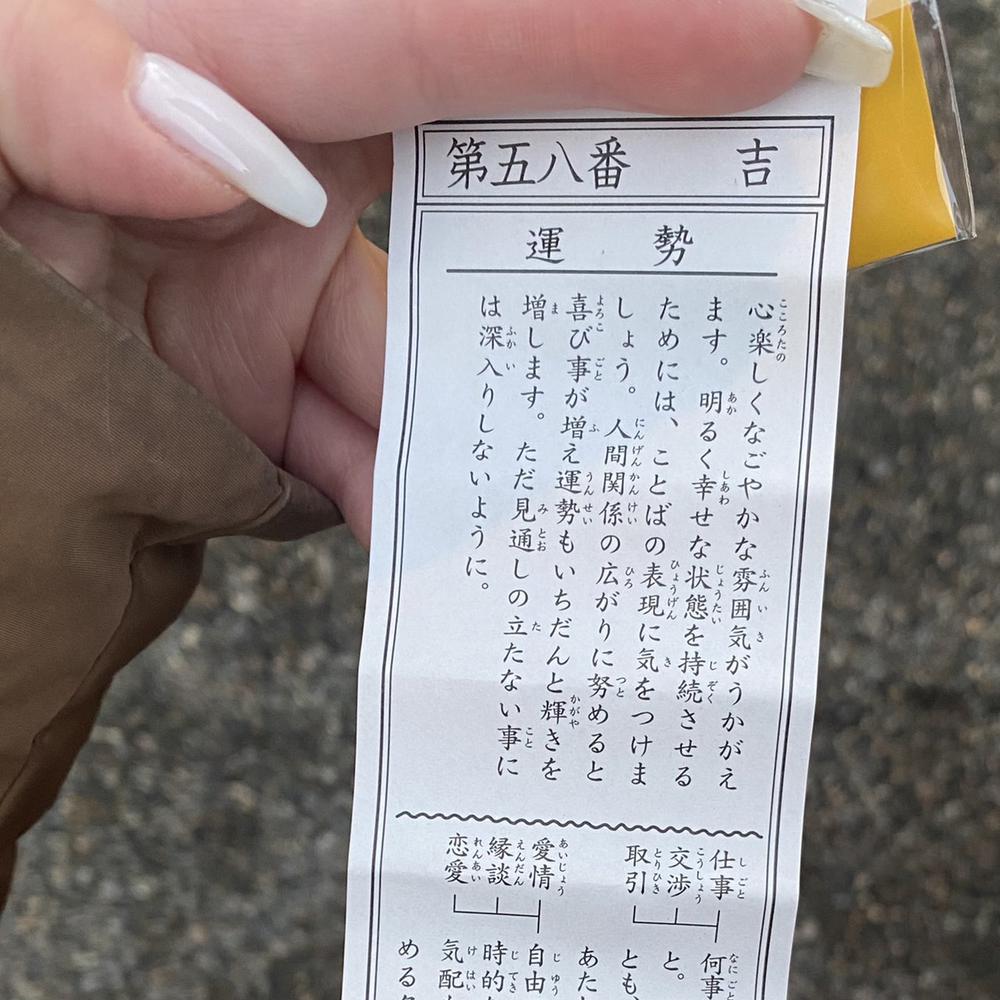 第五八番 吉
運勢
心楽しくなごやかな雰囲気がうかがえ
ます。明るく幸せな状態を持続させる
ためには、ことばの表現に気をつけま
しょう。人間関係の広がりに努めると
喜び事が増え運勢もいちだんと輝きを
増します。ただ見通しの立たない事に
は深入りしないように。
仕事
交渉
取引
何事
と。
とも、
あた
愛情
縁談
恋愛
自由
時的
気配
める